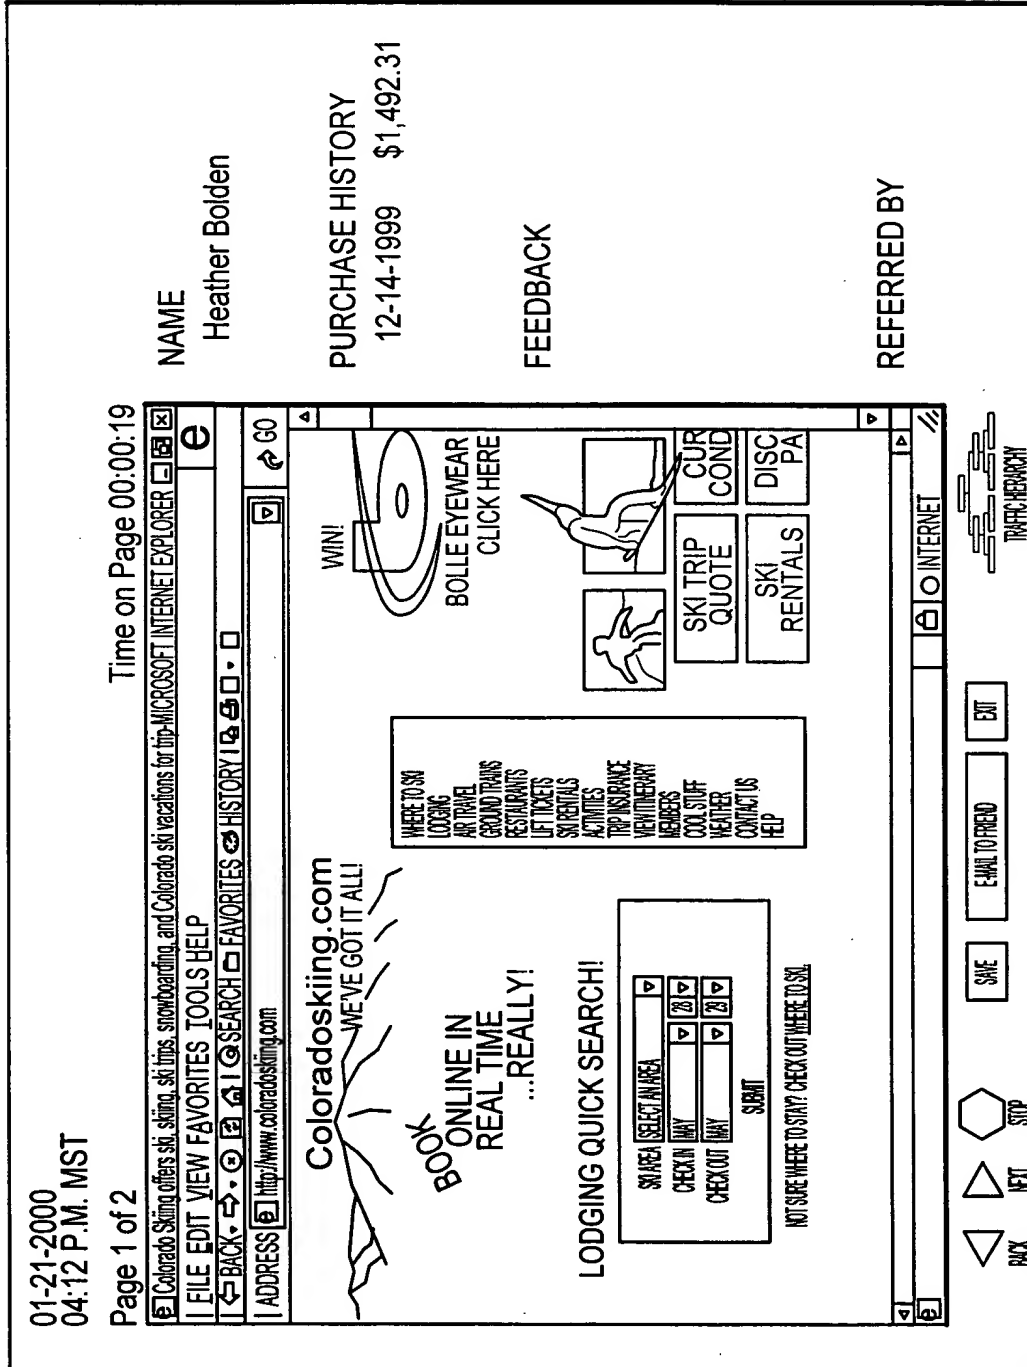 01-21-2000
04:12 P.M. MST
Page 1 of 2
Time on Page 00:00:19
Colorado Skiing offers ski, skiing, ski trips, snowboarding, and Colorado ski vacations for trip-MICROSOFT INTERNET EXPLORER
FILE EDIT VIEW FAVORITES TOOLS HELP
BACK SEARCH FAVORITES HISTORY
ADDRESS http://www.coloradoskiing.com GO
Coloradoskiing.com
WE'VE GOT IT ALL!
BOOK
ONLINE IN
REAL TIME
...REALLY!
LODGING QUICK SEARCH!
SKI AREA SELECT AN AREA
CHECK IN MAY 28
CHECK OUT MAY 29
SUBMIT
NOT SURE WHERE TO STAY? CHECK OUT WHERE TO SKI.
WHERE TO SKI
LODGING
AIR TRAVEL
GROUND TRAINS
RESTAURANTS
LIFT TICKETS
SKI RENTALS
ACTIVITIES
TRIP INSURANCE
VIEW ITINERARY
MEMBERS
COOL STUFF
WEATHER
CONTACT US
HELP
WIN!
BOLLE EYEWEAR
CLICK HERE
SKI TRIP
QUOTE
CUR
COND
SKI
RENTALS
DISC
PA
INTERNET
NAME
Heather Bolden
PURCHASE HISTORY
12-14-1999 $1,492.31
FEEDBACK
REFERRED BY
BACK
NEXT
STOP
SAVE
E-MAIL TO FRIEND
EXIT
TRAFFIC HIERARCHY